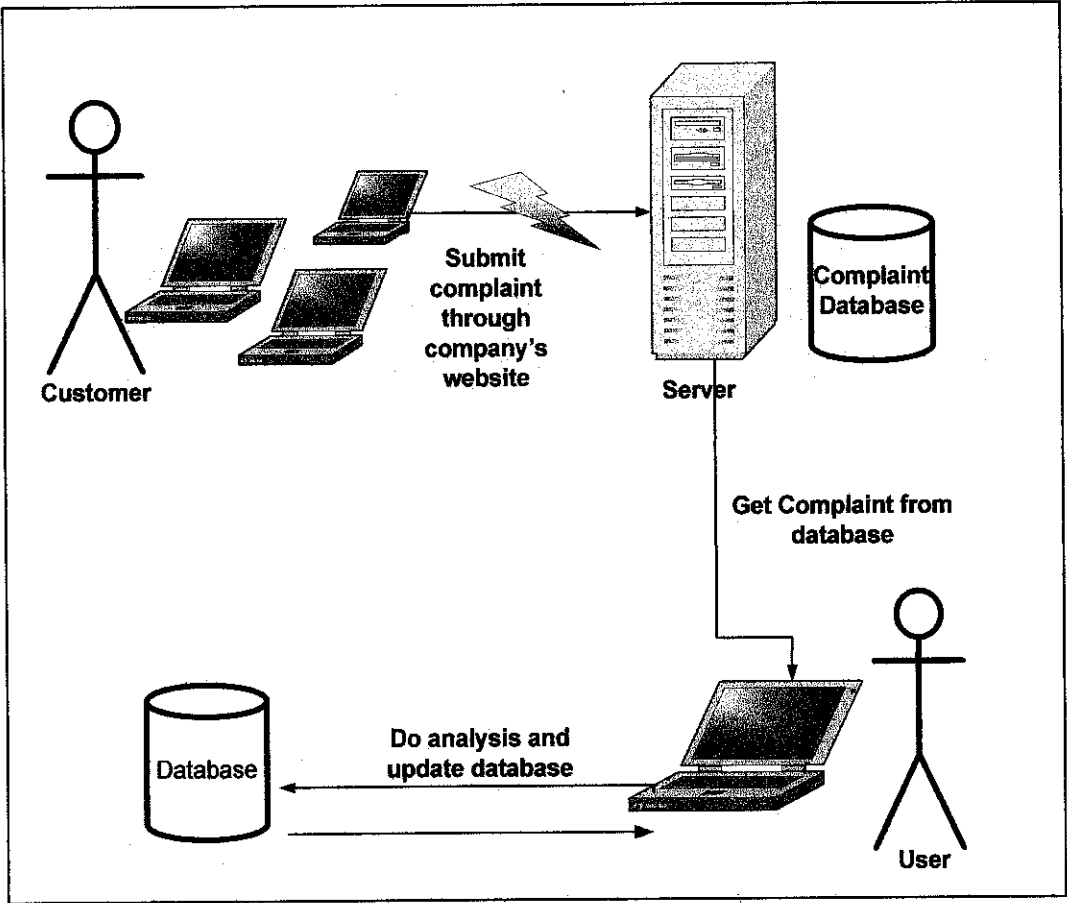 Submit
complaint
through
company's
website
Customer
Server
Complaint
Database
Get Complaint from
database
Do analysis and
update database
Database
User